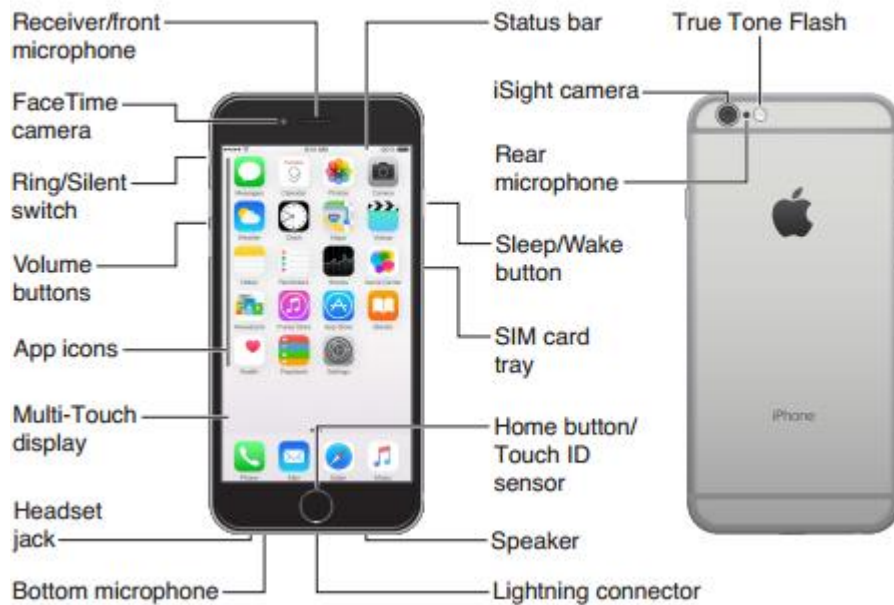 Receiver/front
microphone
Status bar
True Tone Flash
FaceTime
camera
iSight camera
Ring/Silent
switch
Rear
microphone
Volume
buttons
Sleep/Wake
button
App icons
SIM card
tray
Multi-Touch
display
Home button/
Touch ID
sensor
iPhone
Headset
jack
Speaker
Bottom microphone
Lightning connector